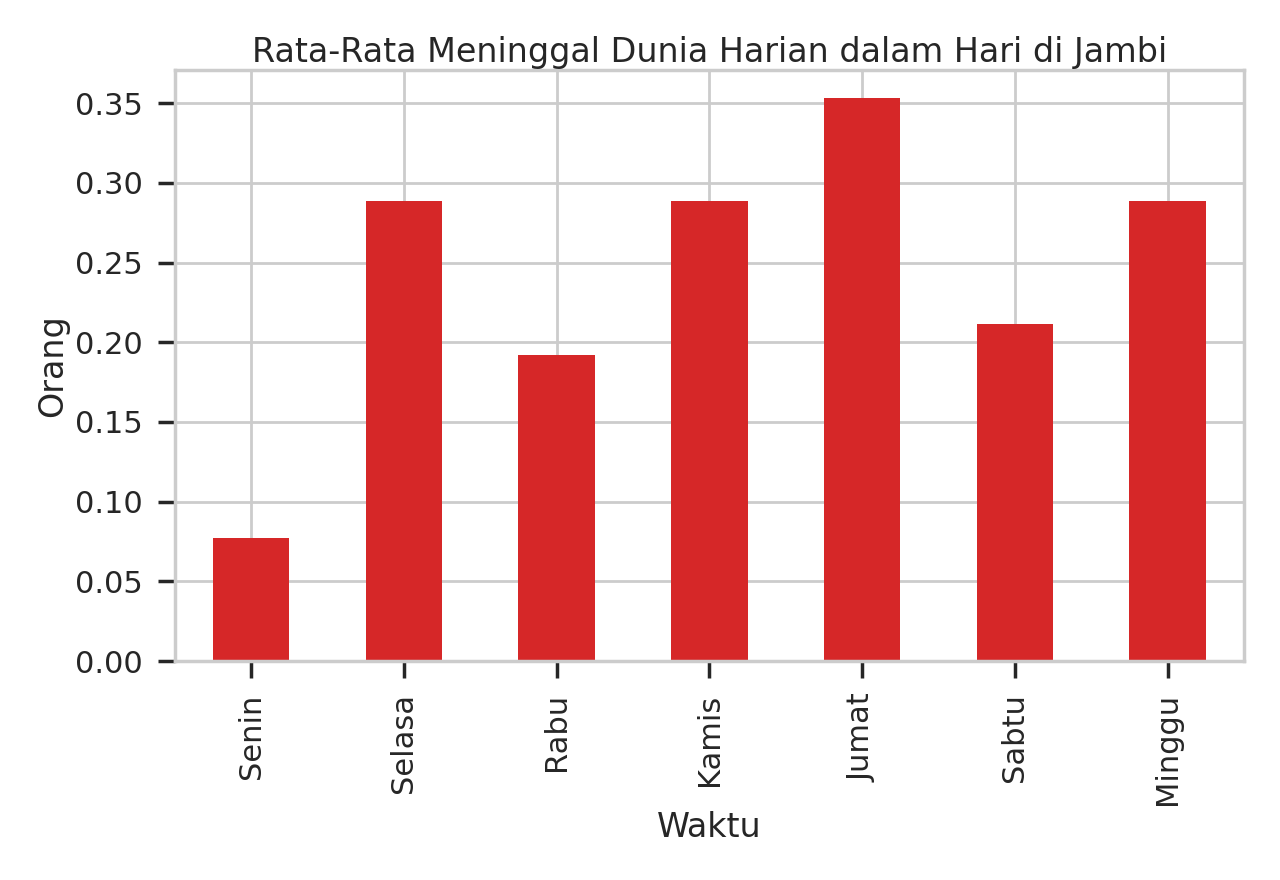 Rata-Rata Meninggal Dunia Harian dalam Hari di Jambi
0.35
0.30
0.25
0.20
0.15
0.10
0.05
0.00
Orang
Senin
Selasa
Rabu
Kamis
Jumat
Sabtu
Minggu
Waktu